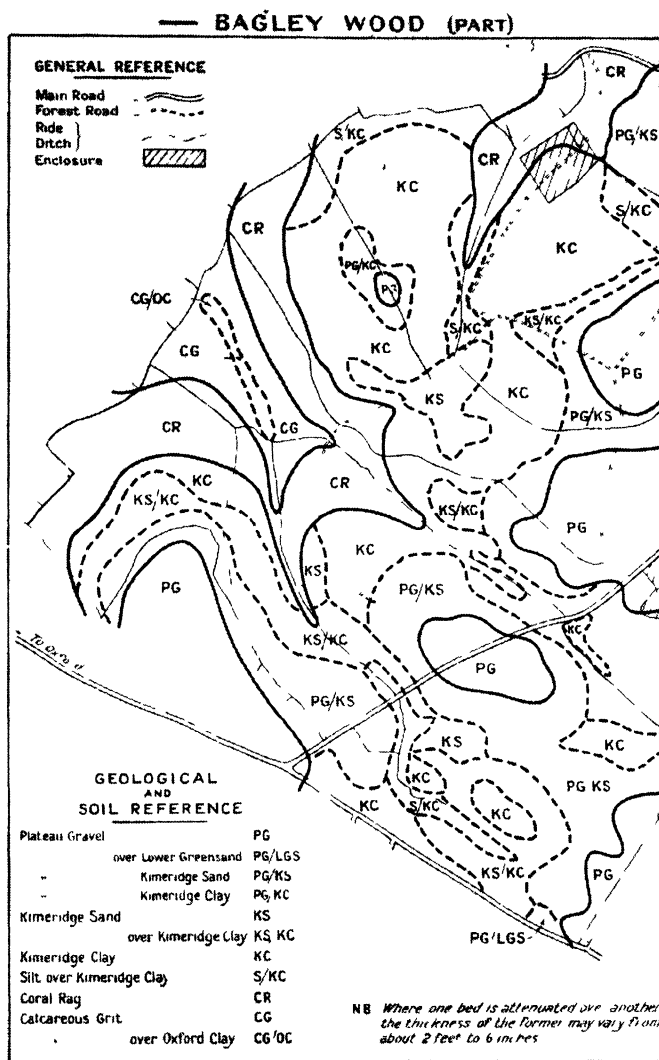 BAGLEY WOOD (PART)
GENERAL REFERENCE
Main Road
Forest Road
Ride
Ditch
Enclosure
CR
PG/KS
S/KC
CR
KC
S/KC
CR
KC
PG/KC
PG
CG/OC
S/KC
KS/KC
KC
CG
PG
KS
KC
PG/KS
CR
CG
KC
CR
KS/KC
KS/KC
PG
KC
KS
PG
PG/KS
KC
KS/KC
To Oxford
PG
PG/KS
KS
KC
KC
PG KS
KC
KC
S/KC
PG
KS/KC
PG/LGS
GEOLOGICAL
AND
SOIL REFERENCE
Plateau Gravel PG
over Lower Greensand PG/LGS
" Kimeridge Sand PG/KS
" Kimeridge Clay PG/KC
Kimeridge Sand KS
over Kimeridge Clay KS/KC
Kimeridge Clay KC
Silt over Kimeridge Clay S/KC
Coral Rag CR
Calcareous Grit CG
over Oxford Clay CG/OC
NB Where one bed is attenuated over another
the thickness of the former may vary from
about 2 feet to 6 inches